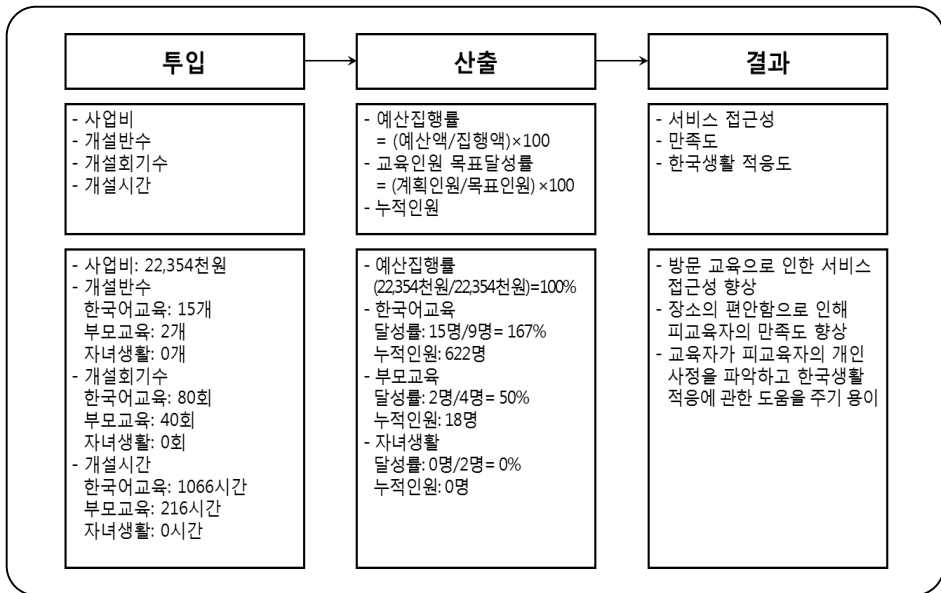 투입
산출
결과
- 사업비
- 개설반수
- 개설회기수
- 개설시간
- 예산집행률
= (예산액/집행액)×100
- 교육인원 목표달성률
= (계획인원/목표인원) ×100
- 누적인원
- 서비스 접근성
- 만족도
- 한국생활 적응도
- 사업비: 22,354천원
- 개설반수
한국어교육: 15개
부모교육: 2개
자녀생활: 0개
- 개설회기수
한국어교육: 80회
부모교육: 40회
자녀생활: 0회
- 개설시간
한국어교육: 1066시간
부모교육: 216시간
자녀생활: 0시간
- 예산집행률
(22,354천원/22,354천원)=100%
- 한국어교육
달성률: 15명/9명= 167%
누적인원: 622명
- 부모교육
달성률: 2명/4명= 50%
누적인원: 18명
- 자녀생활
달성률: 0명/2명= 0%
누적인원: 0명
- 방문 교육으로 인한 서비스
접근성 향상
- 장소의 편안함으로 인해
피교육자의 만족도 향상
- 교육자가 피교육자의 개인
사정을 파악하고 한국생활
적응에 관한 도움을 주기 용이